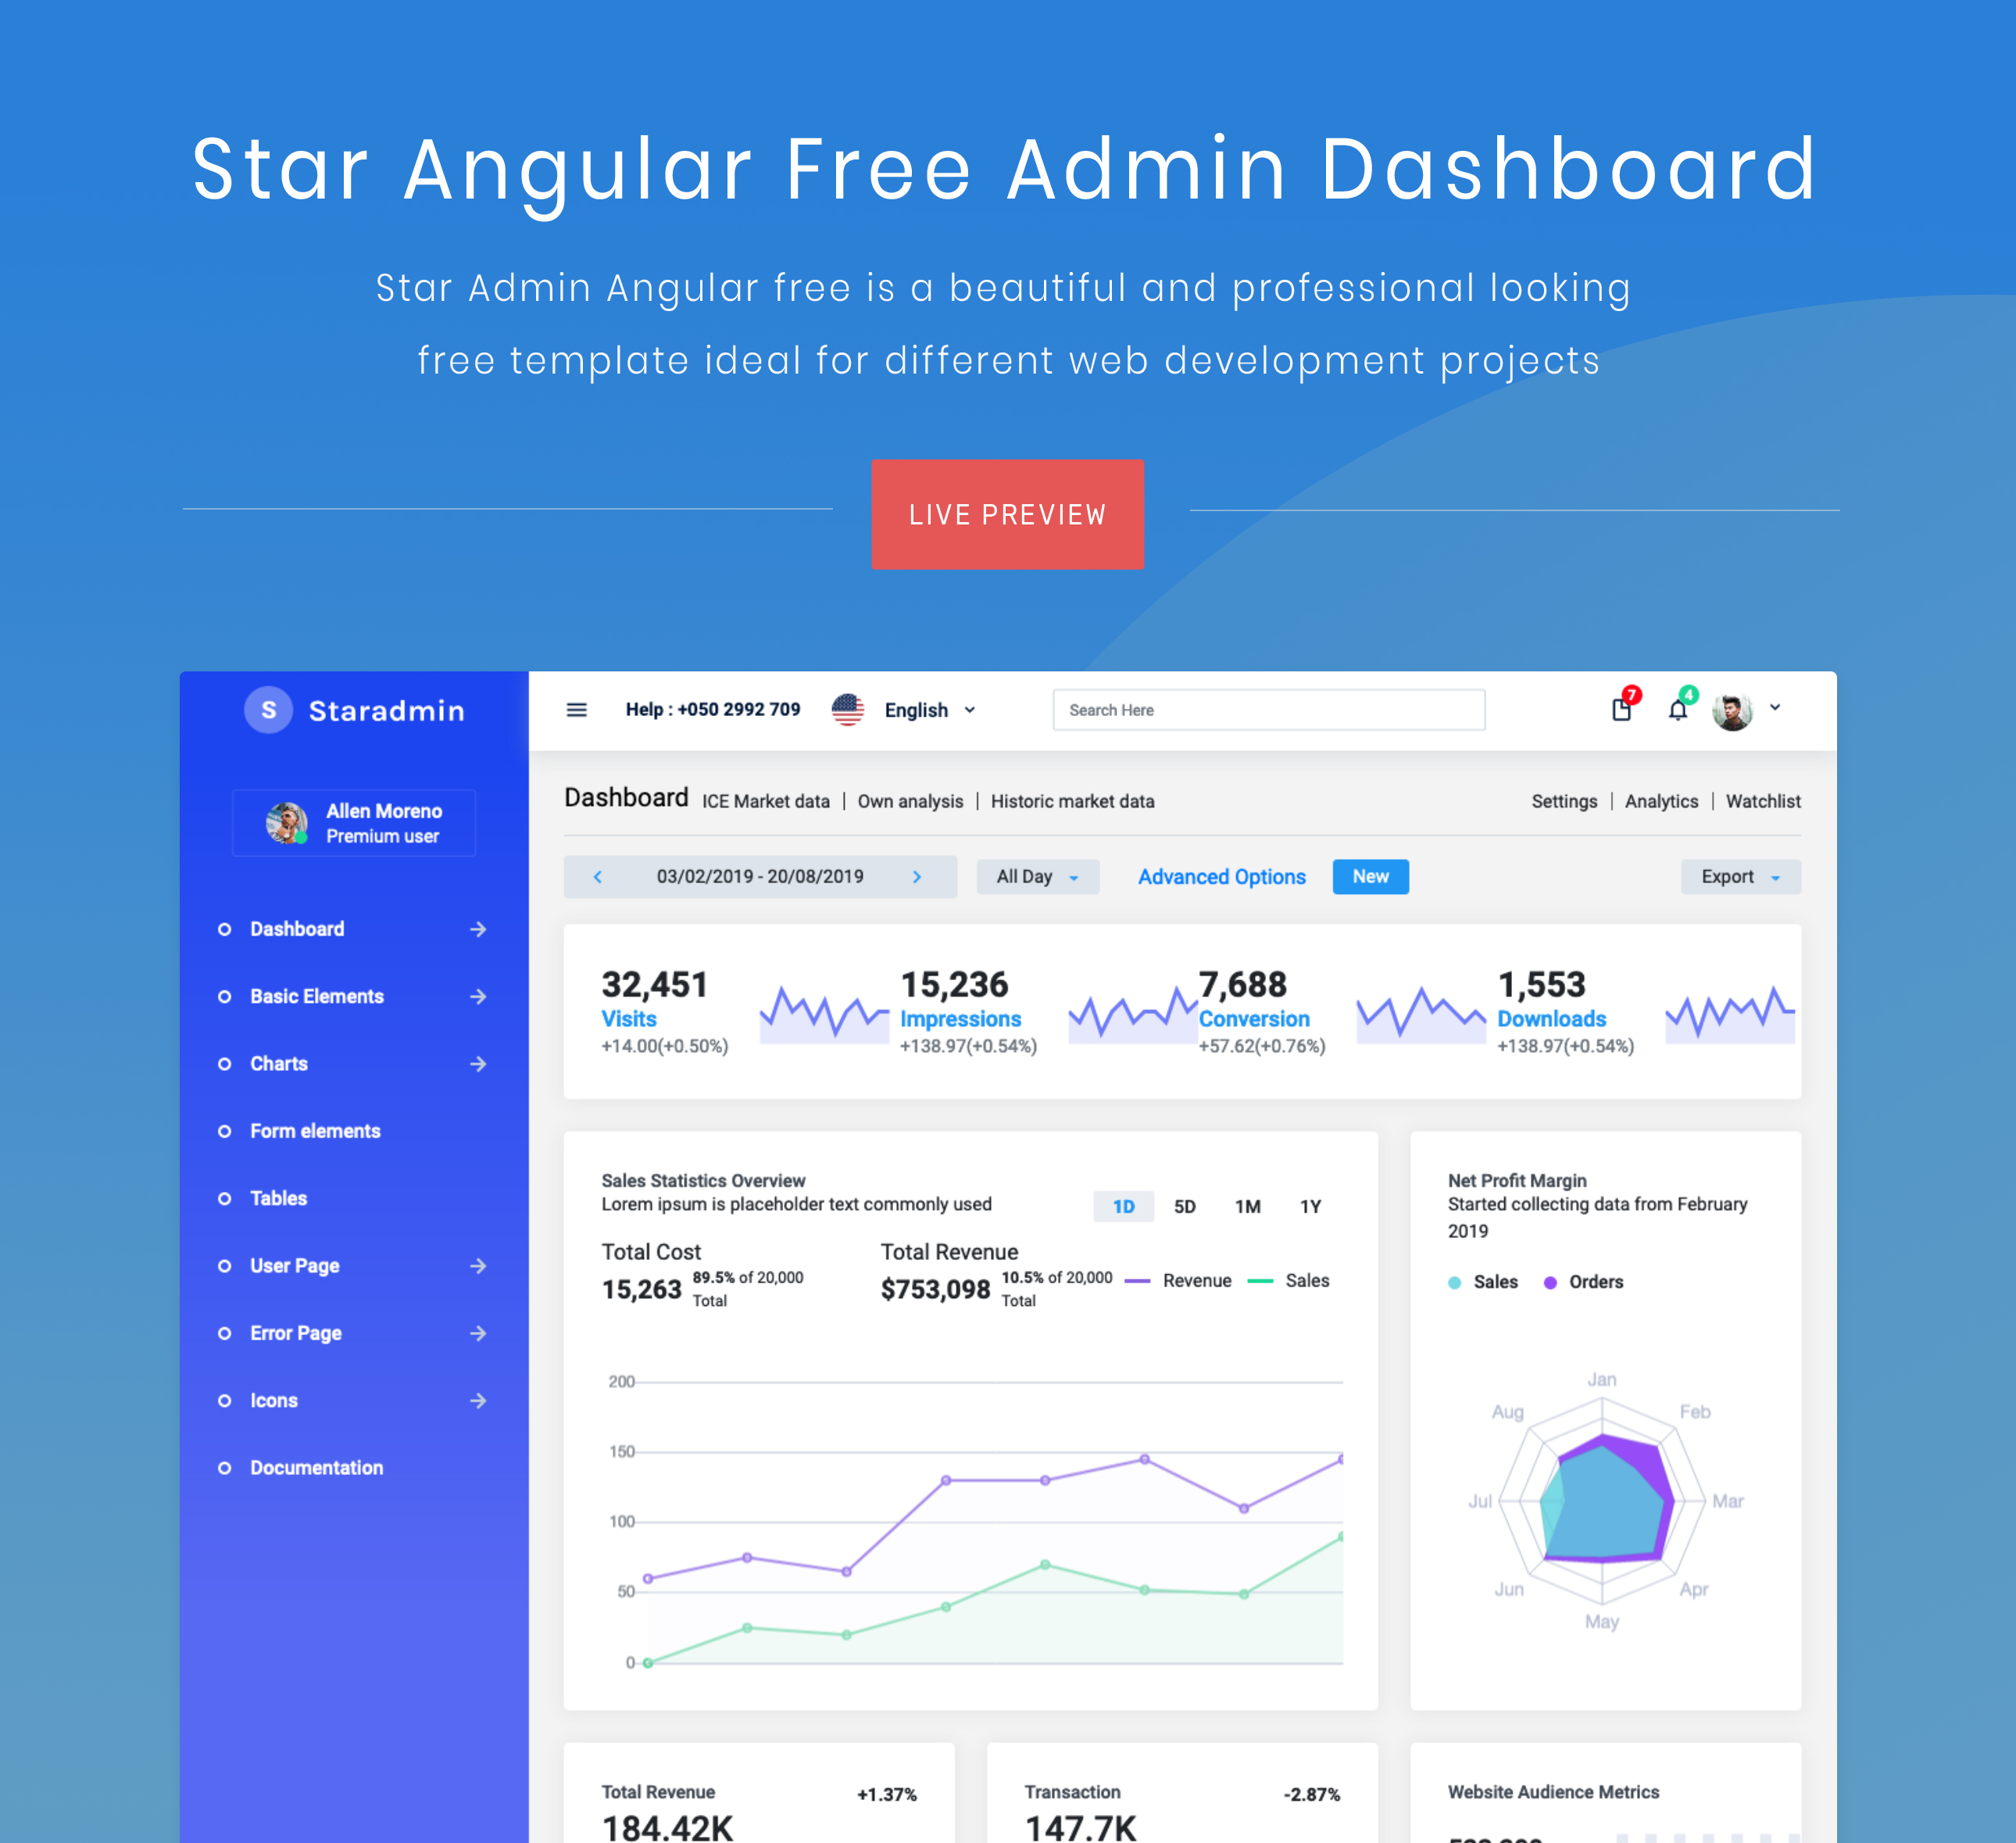 Star Angular Free Admin Dashboard
Star Admin Angular free is a beautiful and professional looking
free template ideal for different web development projects
LIVE PREVIEW
S Staradmin
Help : +050 2992 709
English
Search Here
7
4
Allen Moreno
Premium user
Dashboard
Basic Elements
Charts
Form elements
Tables
User Page
Error Page
Icons
Documentation
Dashboard ICE Market data | Own analysis | Historic market data
Settings | Analytics | Watchlist
03/02/2019 - 20/08/2019
All Day
Advanced Options
New
Export
32,451
Visits
+14.00(+0.50%)
15,236
Impressions
+138.97(+0.54%)
7,688
Conversion
+57.62(+0.76%)
1,553
Downloads
+138.97(+0.54%)
Sales Statistics Overview
Lorem ipsum is placeholder text commonly used
1D 5D 1M 1Y
Total Cost
15,263 89.5% of 20,000
Total
Total Revenue
$753,098 10.5% of 20,000
Total
Revenue Sales
200
150
100
50
0
Net Profit Margin
Started collecting data from February
2019
Sales Orders
Jan
Feb
Mar
Apr
May
Jun
Jul
Aug
Total Revenue +1.37%
184.42K
Transaction -2.87%
147.7K
Website Audience Metrics